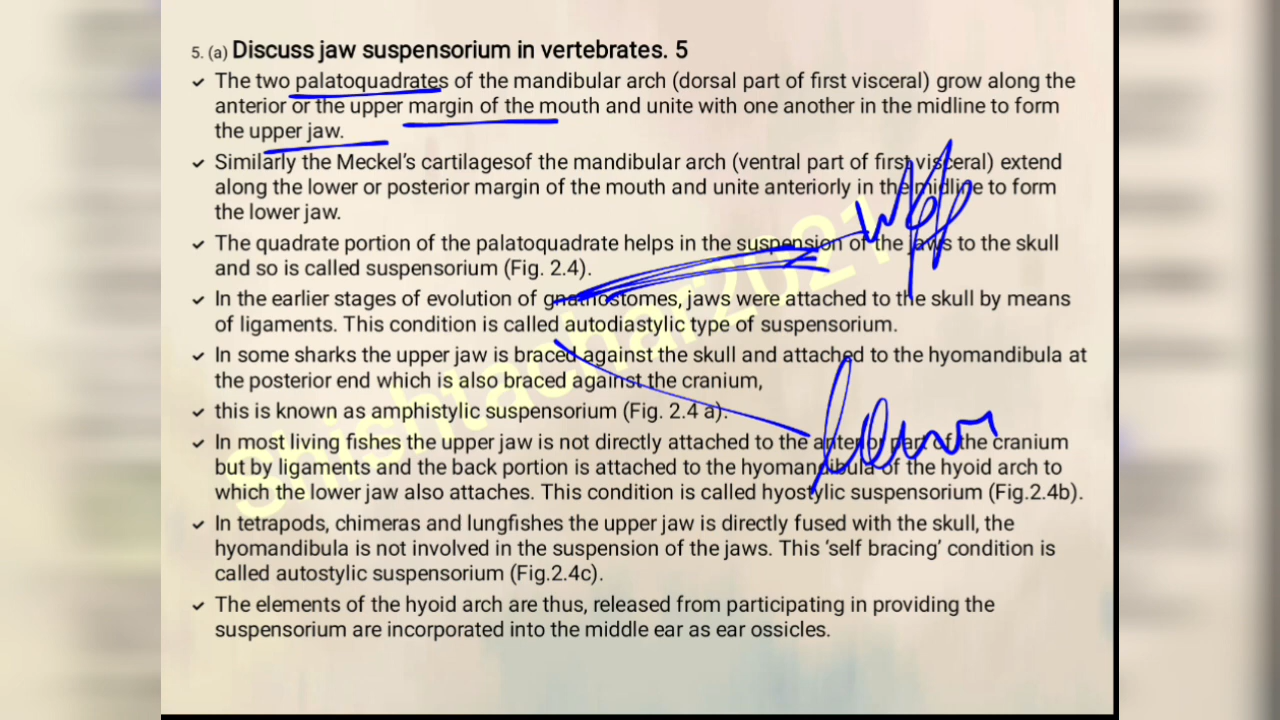 5. (a) Discuss jaw suspensorium in vertebrates. 5
✓ The two palatoquadrates of the mandibular arch (dorsal part of first visceral) grow along the
anterior or the upper margin of the mouth and unite with one another in the midline to form
the upper jaw.
✓ Similarly the Meckel's cartilagesof the mandibular arch (ventral part of first visceral) extend
along the lower or posterior margin of the mouth and unite anteriorly in the midline to form
the lower jaw.
✓ The quadrate portion of the palatoquadrate helps in the suspension of the jaws to the skull
and so is called suspensorium (Fig. 2.4).
✓ In the earlier stages of evolution of gnathostomes, jaws were attached to the skull by means
of ligaments. This condition is called autodiastylic type of suspensorium.
✓ In some sharks the upper jaw is braced against the skull and attached to the hyomandibula at
the posterior end which is also braced against the cranium,
✓ this is known as amphistylic suspensorium (Fig. 2.4 a).
✓ In most living fishes the upper jaw is not directly attached to the anterior part of the cranium
but by ligaments and the back portion is attached to the hyomandibula of the hyoid arch to
which the lower jaw also attaches. This condition is called hyostylic suspensorium (Fig.2.4b).
✓ In tetrapods, chimeras and lungfishes the upper jaw is directly fused with the skull, the
hyomandibula is not involved in the suspension of the jaws. This 'self bracing' condition is
called autostylic suspensorium (Fig.2.4c).
✓ The elements of the hyoid arch are thus, released from participating in providing the
suspensorium are incorporated into the middle ear as ear ossicles.